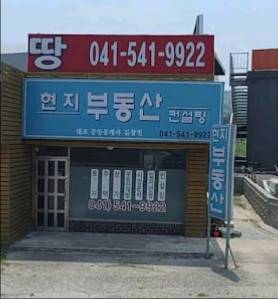 땅 041-541-9922
현지 부동산 컨설팅
대표 공인중개사 김창민
041-541-9922
041) 541-9922
현지 부동산